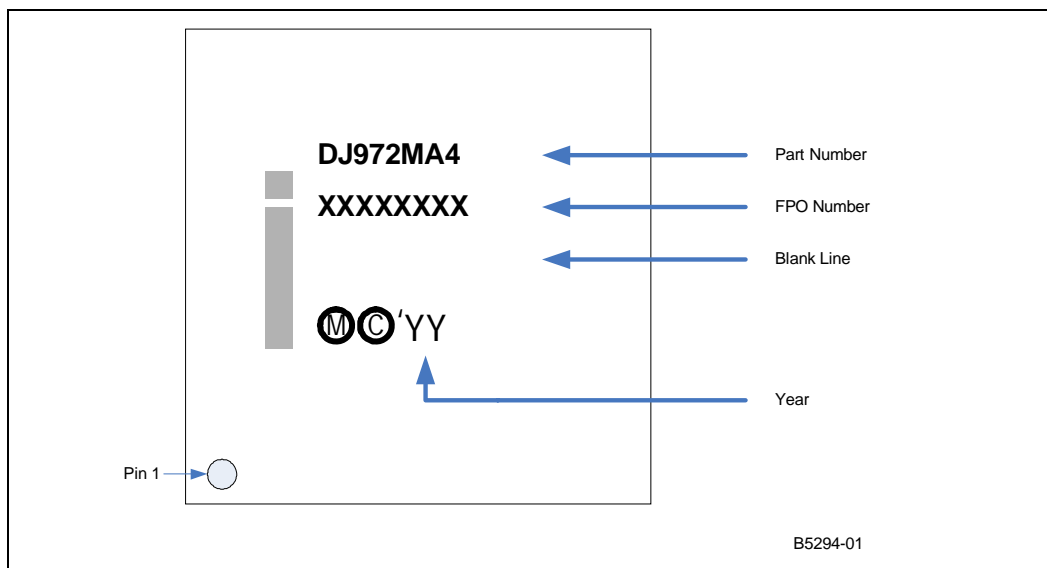 DJ972MA4
Part Number
XXXXXXXX
FPO Number
Blank Line
ⓂⒸ'YY
Year
Pin 1
B5294-01